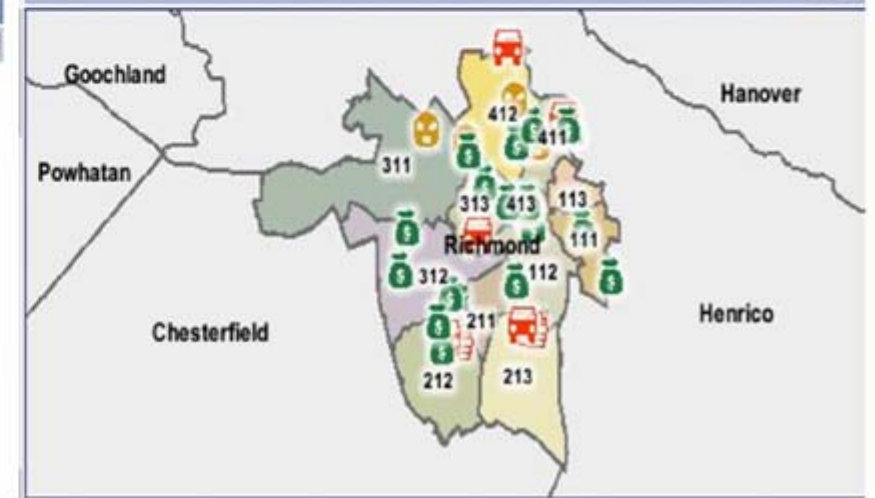 Goochland
Hanover
412
411
Powhatan
311
313
413
113
Richmond
111
312
112
Chesterfield
211
Henrico
212
213